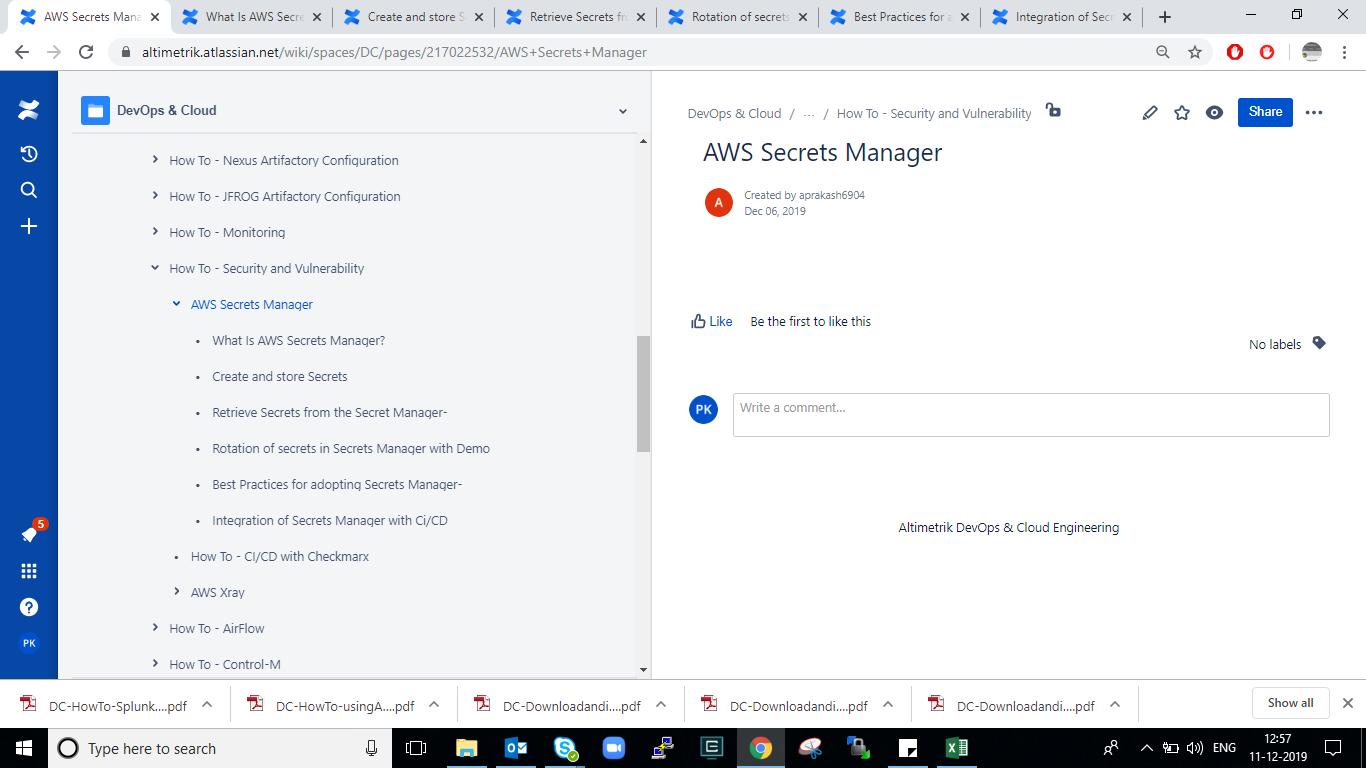 AWS Secrets Mana
What Is AWS Secre
Create and store S
Retrieve Secrets fro
Rotation of secrets
Best Practices for a
Integration of Secr
altimetrik.atlassian.net/wiki/spaces/DC/pages/217022532/AWS+Secrets+Manager
DevOps & Cloud
How To - Nexus Artifactory Configuration
How To - JFROG Artifactory Configuration
How To - Monitoring
How To - Security and Vulnerability
AWS Secrets Manager
• What Is AWS Secrets Manager?
• Create and store Secrets
• Retrieve Secrets from the Secret Manager-
• Rotation of secrets in Secrets Manager with Demo
• Best Practices for adopting Secrets Manager-
• Integration of Secrets Manager with Ci/CD
• How To - CI/CD with Checkmarx
AWS Xray
How To - AirFlow
How To - Control-M
5
PK
DevOps & Cloud / ··· / How To - Security and Vulnerability
Share
AWS Secrets Manager
A
Created by aprakash6904
Dec 06, 2019
Like Be the first to like this
No labels
PK
Write a comment...
Altimetrik DevOps & Cloud Engineering
DC-HowTo-Splunk....pdf
DC-HowTo-usingA....pdf
DC-Downloadandi....pdf
DC-Downloadandi....pdf
DC-Downloadandi....pdf
Show all
Type here to search
ENG
12:57
11-12-2019